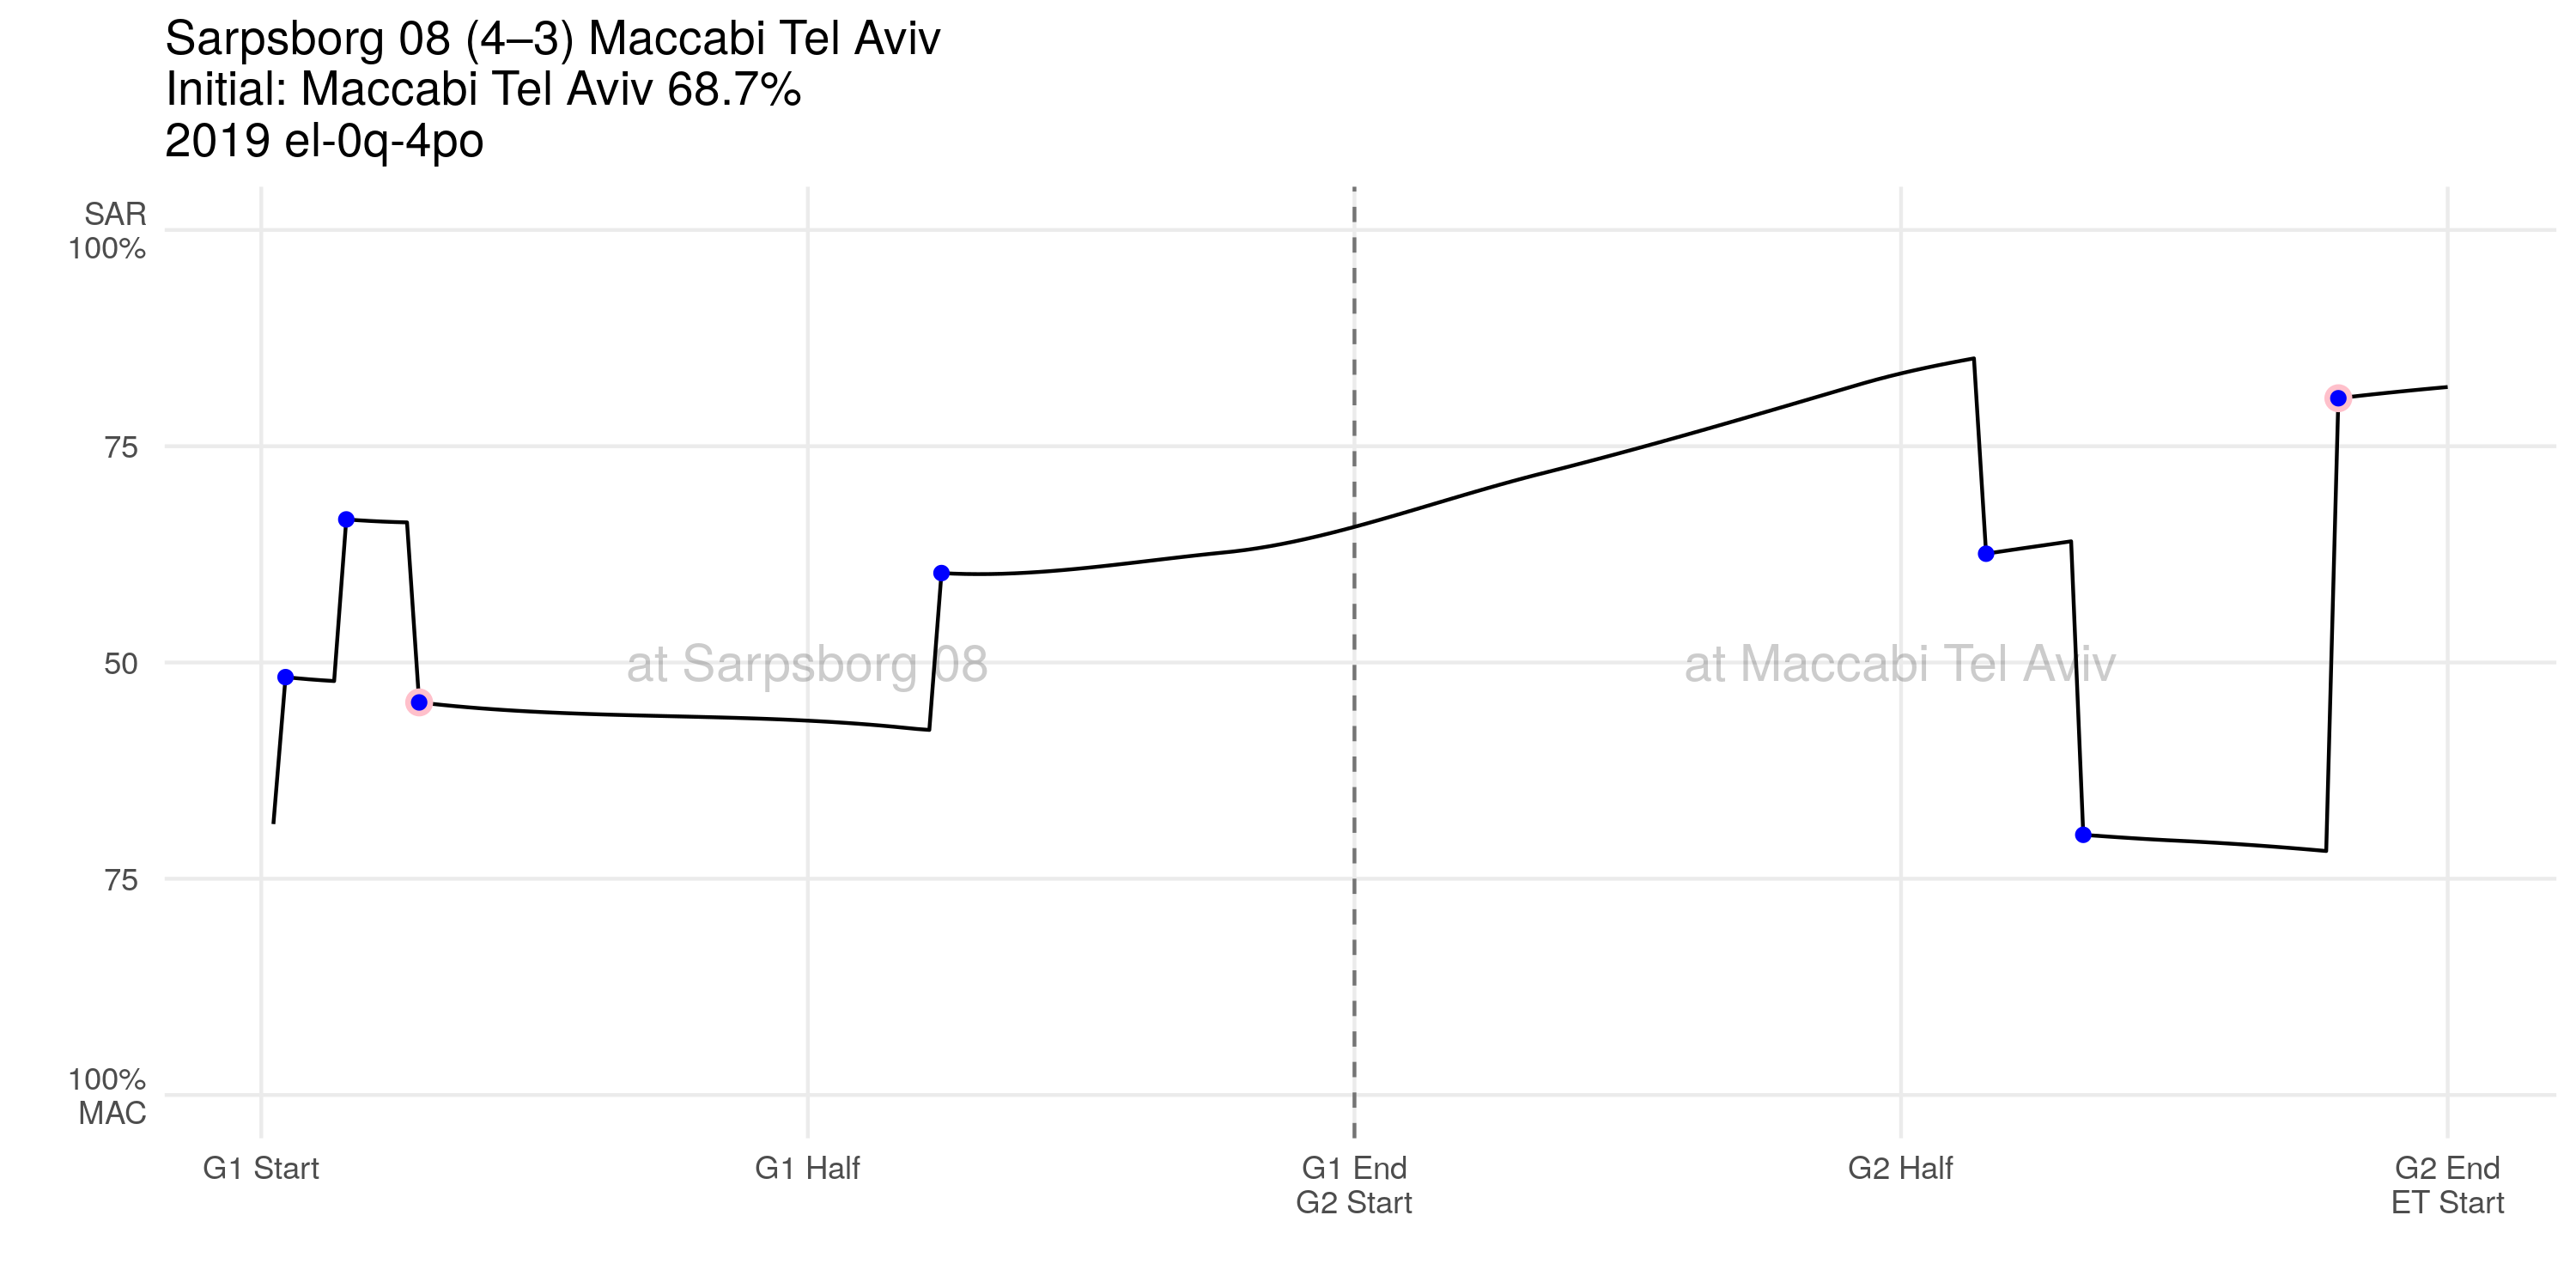 Sarpsborg 08 (4–3) Maccabi Tel Aviv
Initial: Maccabi Tel Aviv 68.7%
2019 el-0q-4po
SAR
100%
75
50
75
100%
MAC
at Sarpsborg 08
at Maccabi Tel Aviv
G1 Start
G1 Half
G1 End
G2 Start
G2 Half
G2 End
ET Start